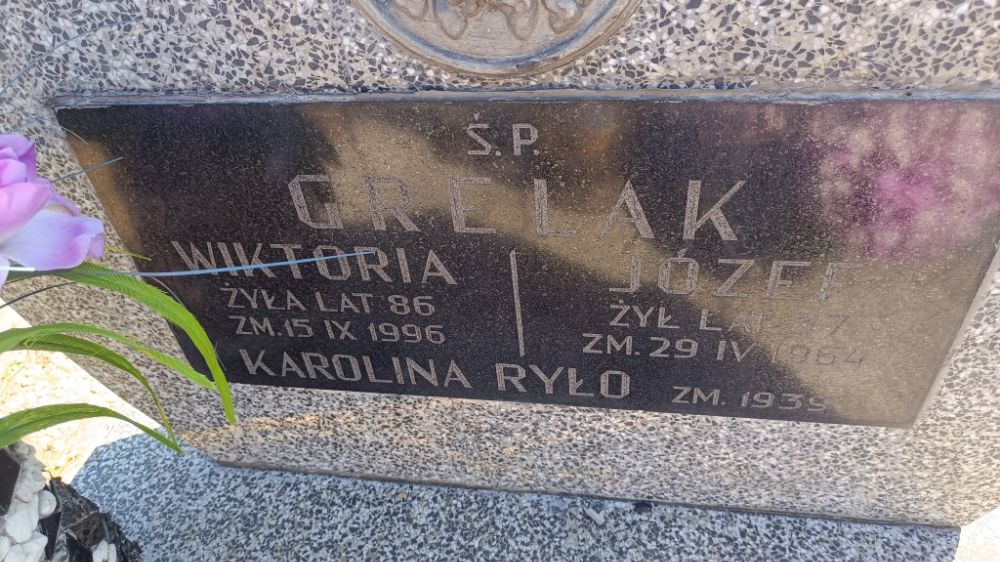 Ś.P.
GRELAK
WIKTORIA
ŻYŁA LAT 86
ZM. 15 IX 1996
JÓZEF
ŻYŁ LAT
ZM. 29 IV 1964
KAROLINA RYŁO ZM. 1939